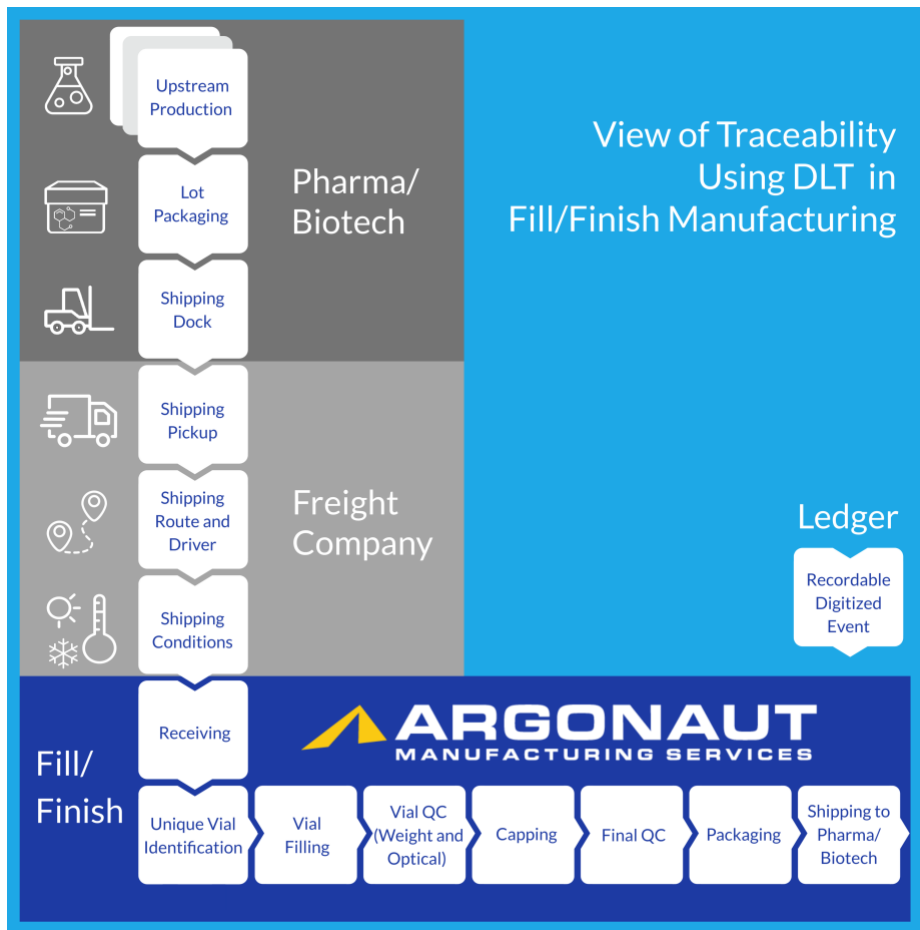 View of Traceability
Using DLT in
Fill/Finish Manufacturing
Upstream
Production
Lot
Packaging
Shipping
Dock
Pharma/
Biotech
Shipping
Pickup
Shipping
Route and
Driver
Shipping
Conditions
Freight
Company
Ledger
Recordable
Digitized
Event
Fill/
Finish
Receiving
ARGONAUT
MANUFACTURING SERVICES
Unique Vial
Identification
Vial
Filling
Vial QC
(Weight and
Optical)
Capping
Final QC
Packaging
Shipping to
Pharma/
Biotech